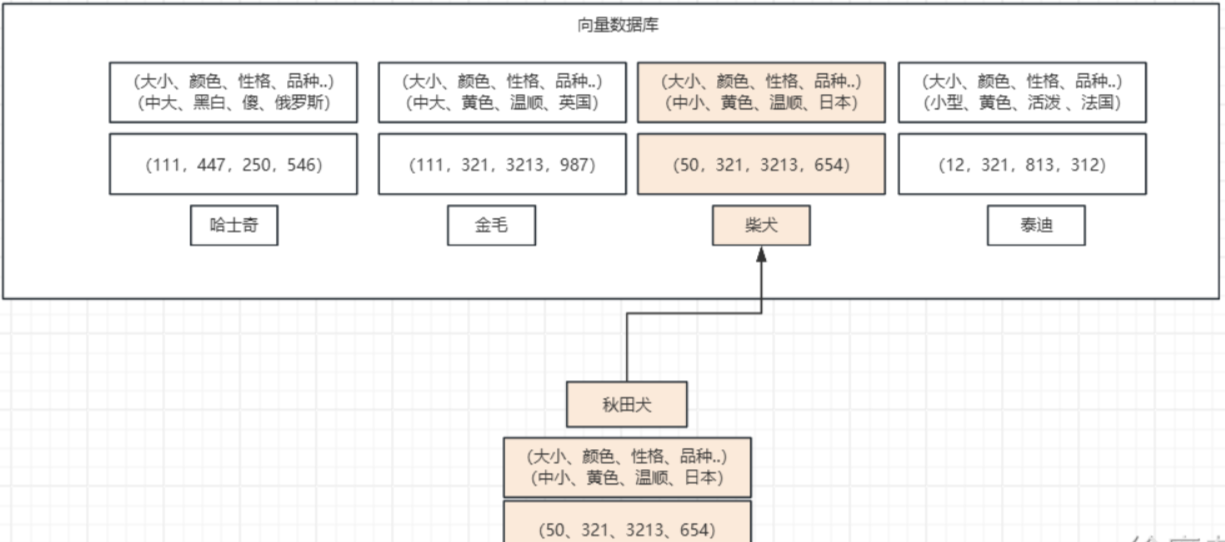 向量数据库
(大小、颜色、性格、品种..)
(中大、黑白、傻、俄罗斯)
(大小、颜色、性格、品种..)
(中大、黄色、温顺、英国)
(大小、颜色、性格、品种..)
(中小、黄色、温顺、日本)
(大小、颜色、性格、品种..)
(小型、黄色、活泼 、法国)
(111, 447, 250, 546)
(111, 321, 3213, 987)
(50, 321, 3213, 654)
(12, 321, 813, 312)
哈士奇
金毛
柴犬
泰迪
秋田犬
(大小、颜色、性格、品种..)
(中小、黄色、温顺、日本)
(50、321、3213、654)